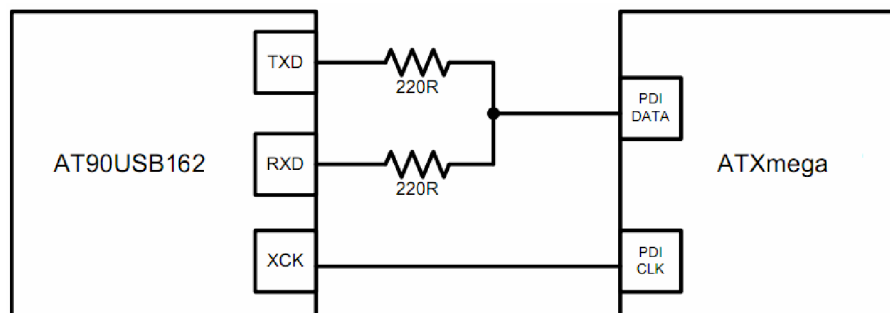 TXD
220R
PDI
DATA
AT90USB162
RXD
ATXmega
220R
XCK
PDI
CLK